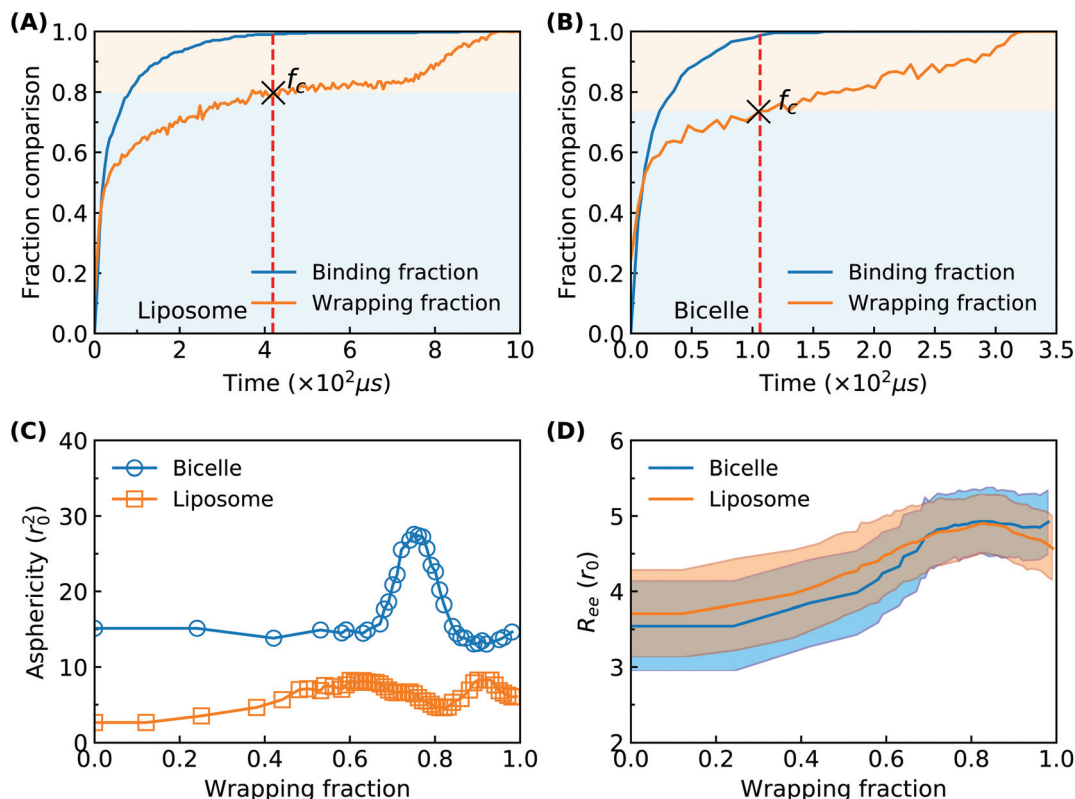 (A)
Fraction comparison
1.0
0.8
0.6
0.4
0.2
0.0
f_c
Binding fraction
Wrapping fraction
Liposome
0 2 4 6 8 10
Time (×10²μs)
(B)
Fraction comparison
1.0
0.8
0.6
0.4
0.2
0.0
f_c
Binding fraction
Wrapping fraction
Bicelle
0.0 0.5 1.0 1.5 2.0 2.5 3.0 3.5
Time (×10²μs)
(C)
Asphericity (r₀²)
40
30
20
10
0
Bicelle
Liposome
0.0 0.2 0.4 0.6 0.8 1.0
Wrapping fraction
(D)
R_ee (r₀)
6
5
4
3
2
Bicelle
Liposome
0.0 0.2 0.4 0.6 0.8 1.0
Wrapping fraction